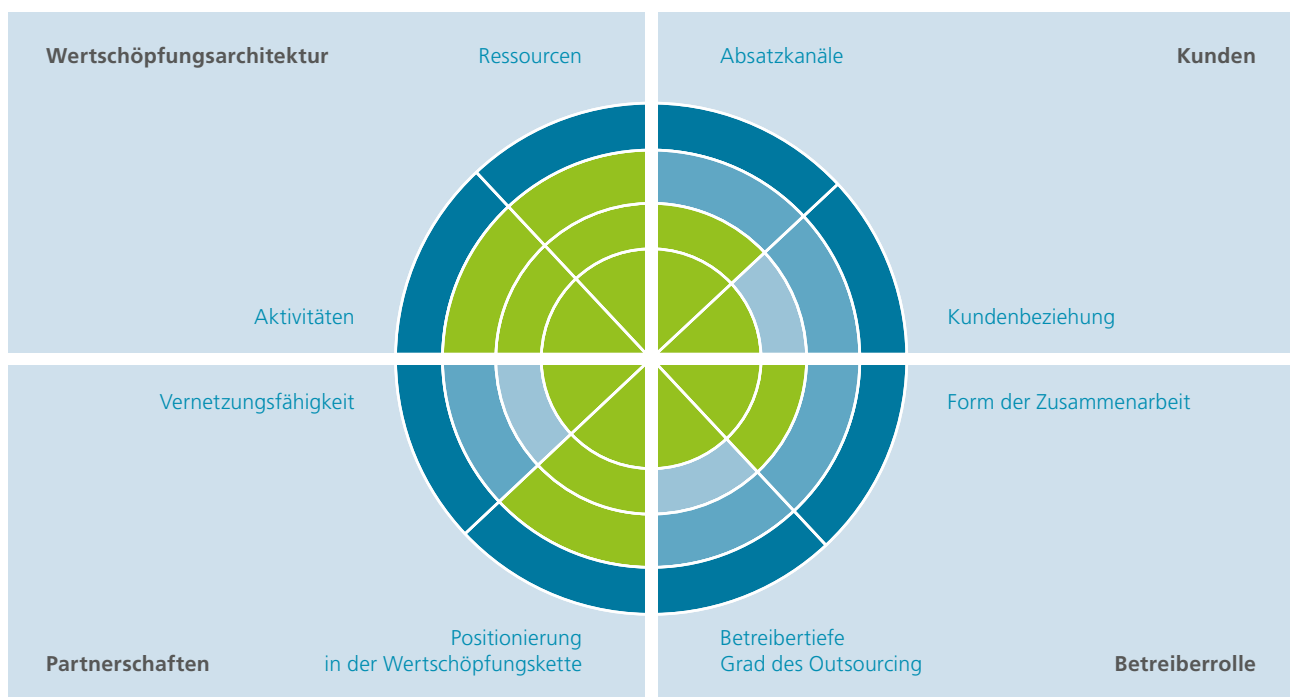 Wertschöpfungsarchitektur
Ressourcen
Absatzkanäle
Kunden
Aktivitäten
Kundenbeziehung
Vernetzungsfähigkeit
Form der Zusammenarbeit
Positionierung
in der Wertschöpfungskette
Partnerschaften
Betreibertiefe
Grad des Outsourcing
Betreiberrolle